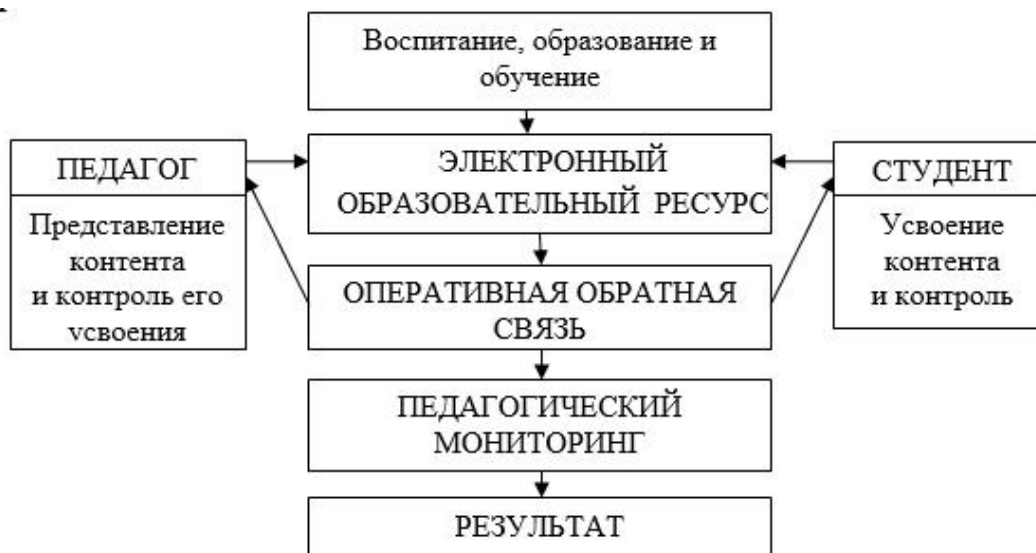 Воспитание, образование и
обучение
ПЕДАГОГ
Представление
контента
и контроль его
усвоения
ЭЛЕКТРОННЫЙ
ОБРАЗОВАТЕЛЬНЫЙ РЕСУРС
СТУДЕНТ
Усвоение
контента
и контроль
ОПЕРАТИВНАЯ ОБРАТНАЯ
СВЯЗЬ
ПЕДАГОГИЧЕСКИЙ
МОНИТОРИНГ
РЕЗУЛЬТАТ